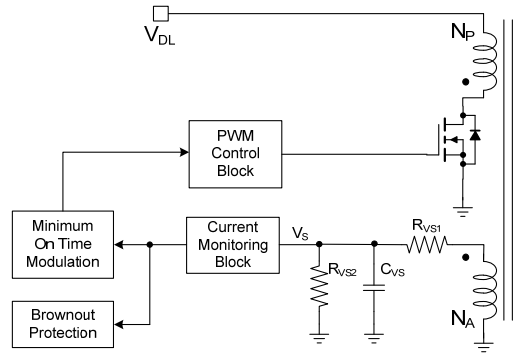 V_DL
N_P
PWM
Control
Block
Minimum
On Time
Modulation
Current
Monitoring
Block
V_S
R_VS1
R_VS2
C_VS
Brownout
Protection
N_A